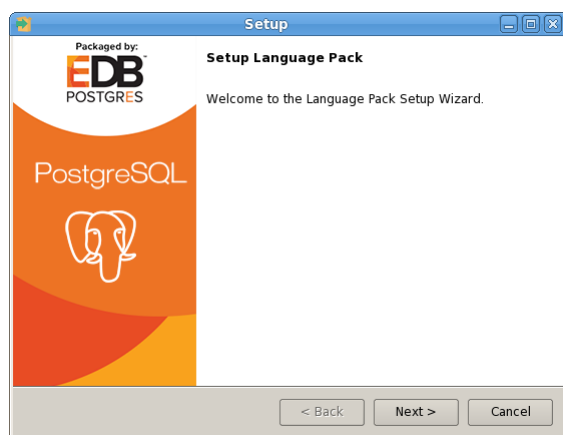 Setup
Packaged by:
EDB
POSTGRES
PostgreSQL
Setup Language Pack
Welcome to the Language Pack Setup Wizard.
< Back
Next >
Cancel